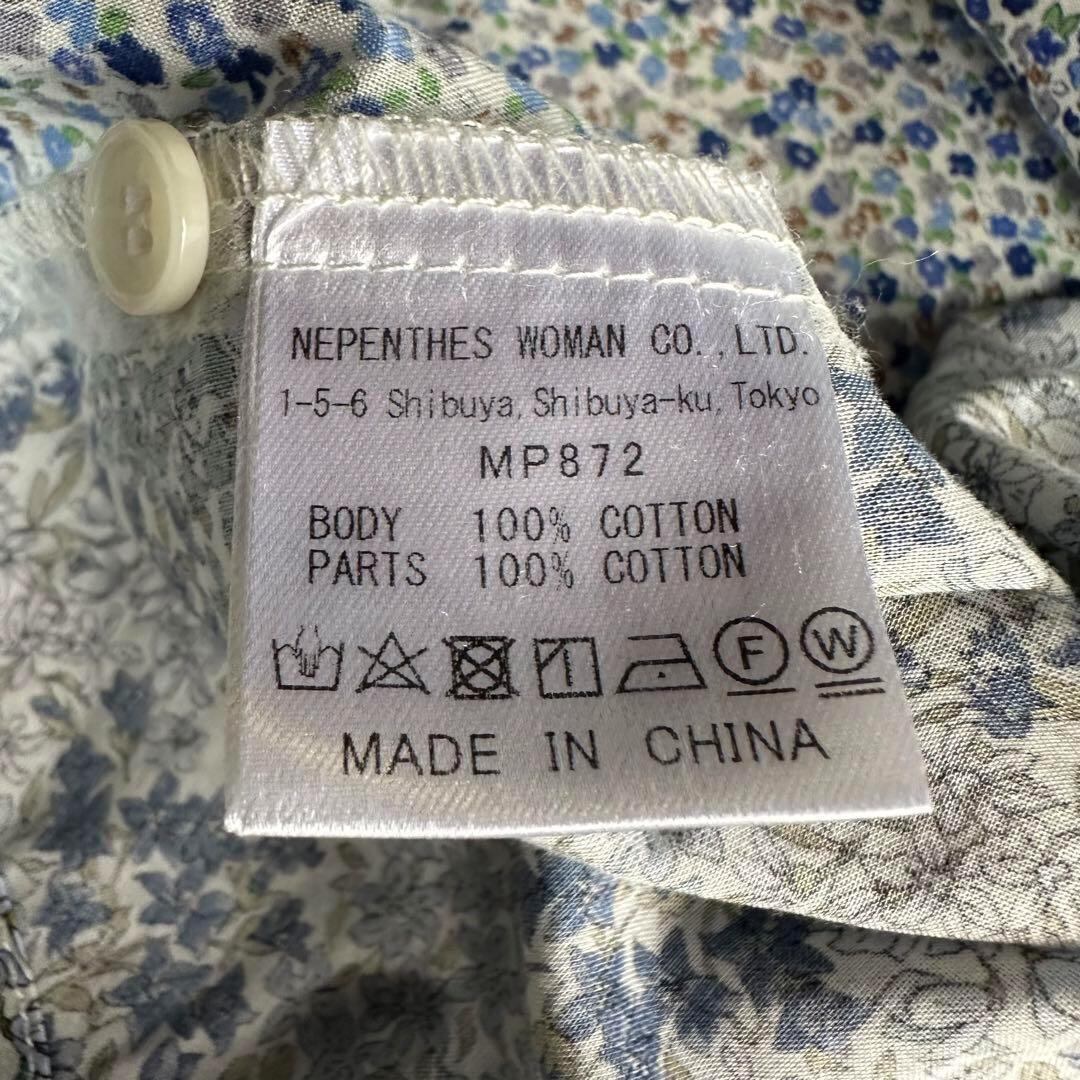 NEPENTHES WOMAN CO.,LTD.
1-5-6 Shibuya, Shibuya-ku, Tokyo
MP872
BODY 100% COTTON
PARTS 100% COTTON
F W
MADE IN CHINA